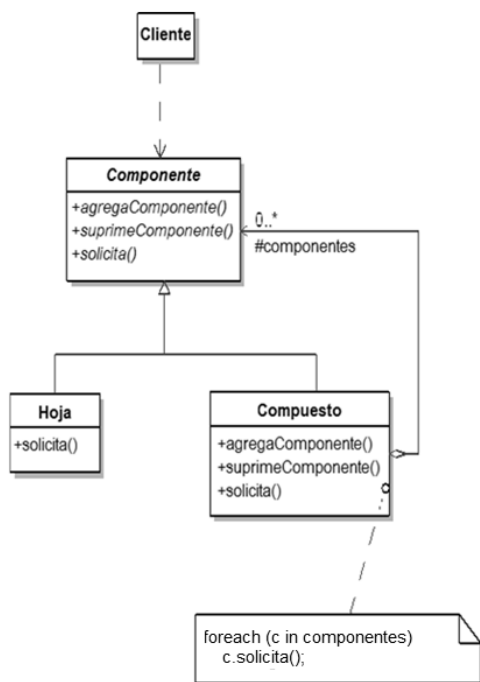 Cliente
Componente
+agregaComponente()
+suprimeComponente()
+solicita()
0..*
#componentes
Hoja
+solicita()
Compuesto
+agregaComponente()
+suprimeComponente()
+solicita()
foreach (c in componentes)
c.solicita();